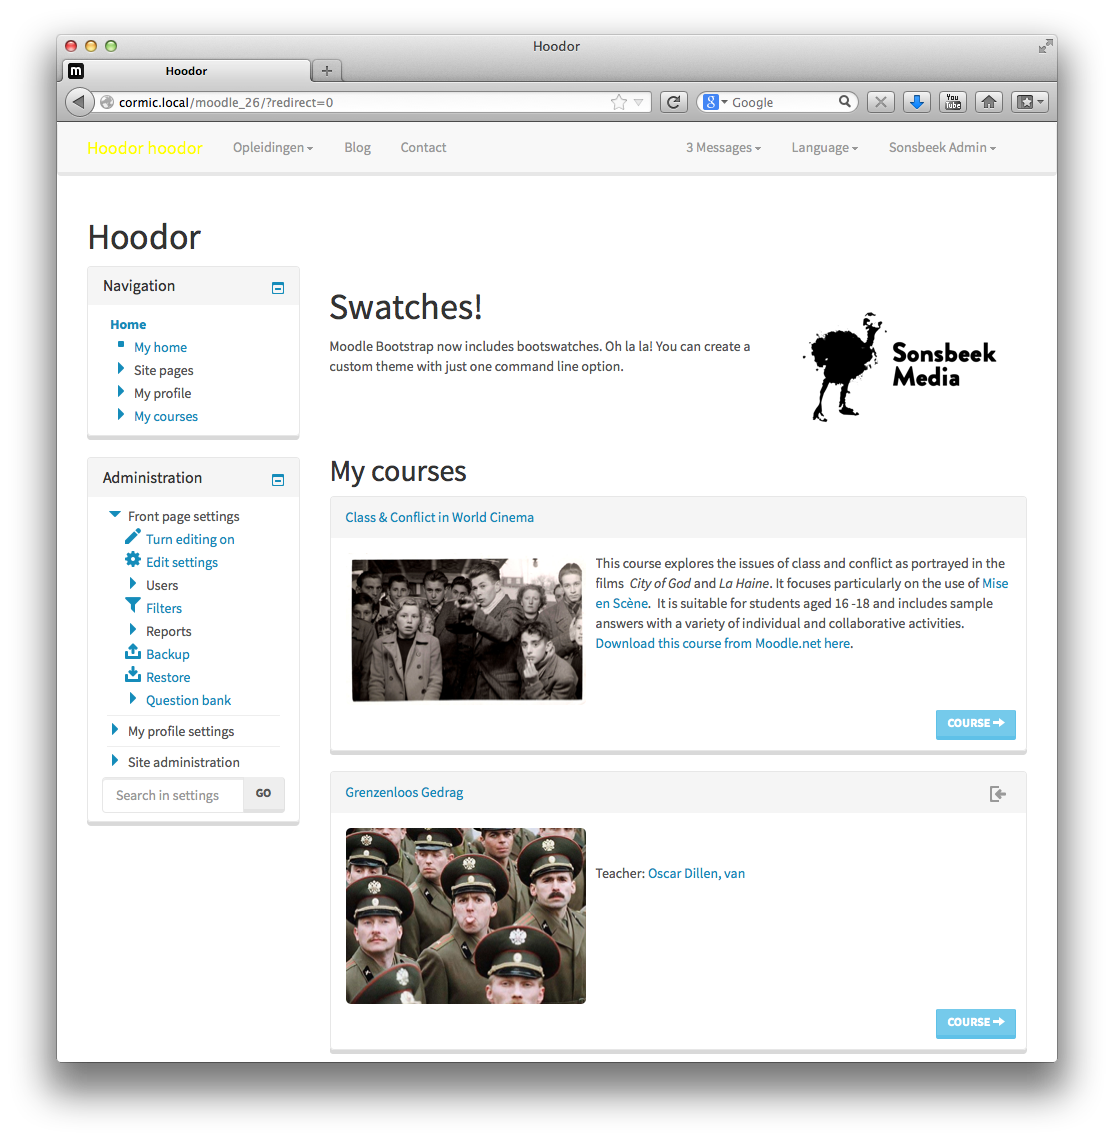 Hoodor
Hoodor
cormic.local/moodle_26/?redirect=0
Google
You
Tube
Hoodor hoodor
Opleidingen
Blog
Contact
3 Messages
Language
Sonsbeek Admin
Hoodor
Navigation
Home
My home
Site pages
My profile
My courses
Administration
Front page settings
Turn editing on
Edit settings
Users
Filters
Reports
Backup
Restore
Question bank
My profile settings
Site administration
Search in settings
GO
Swatches!
Moodle Bootstrap now includes bootswatches. Oh la la! You can create a
custom theme with just one command line option.
Sonsbeek
Media
My courses
Class & Conflict in World Cinema
This course explores the issues of class and conflict as portrayed in the
films City of God and La Haine. It focuses particularly on the use of Mise
en Scène. It is suitable for students aged 16 -18 and includes sample
answers with a variety of individual and collaborative activities.
Download this course from Moodle.net here.
COURSE
Grenzenloos Gedrag
Teacher: Oscar Dillen, van
COURSE